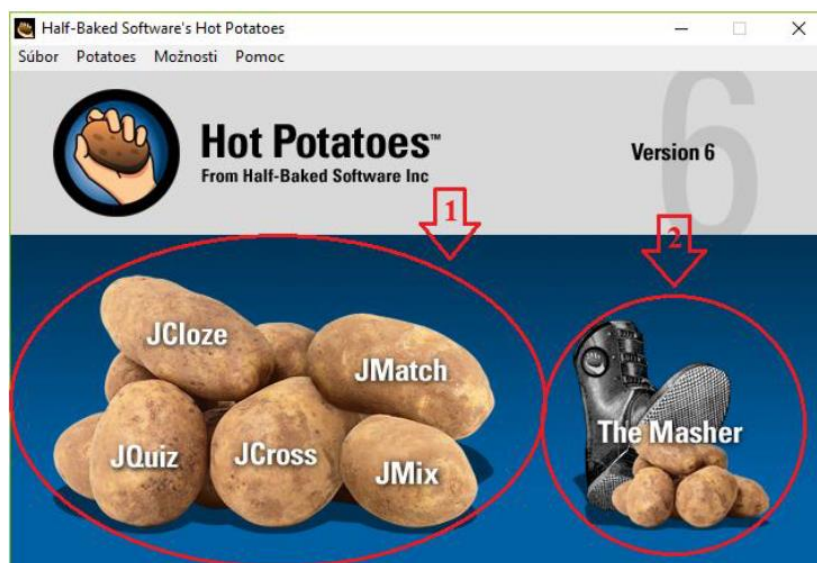 Half-Baked Software's Hot Potatoes
Súbor Potatoes Možnosti Pomoc
6
Hot Potatoes™
From Half-Baked Software Inc
Version 6
1
2
JCloze
JMatch
The Masher
JQuiz
JCross
JMix